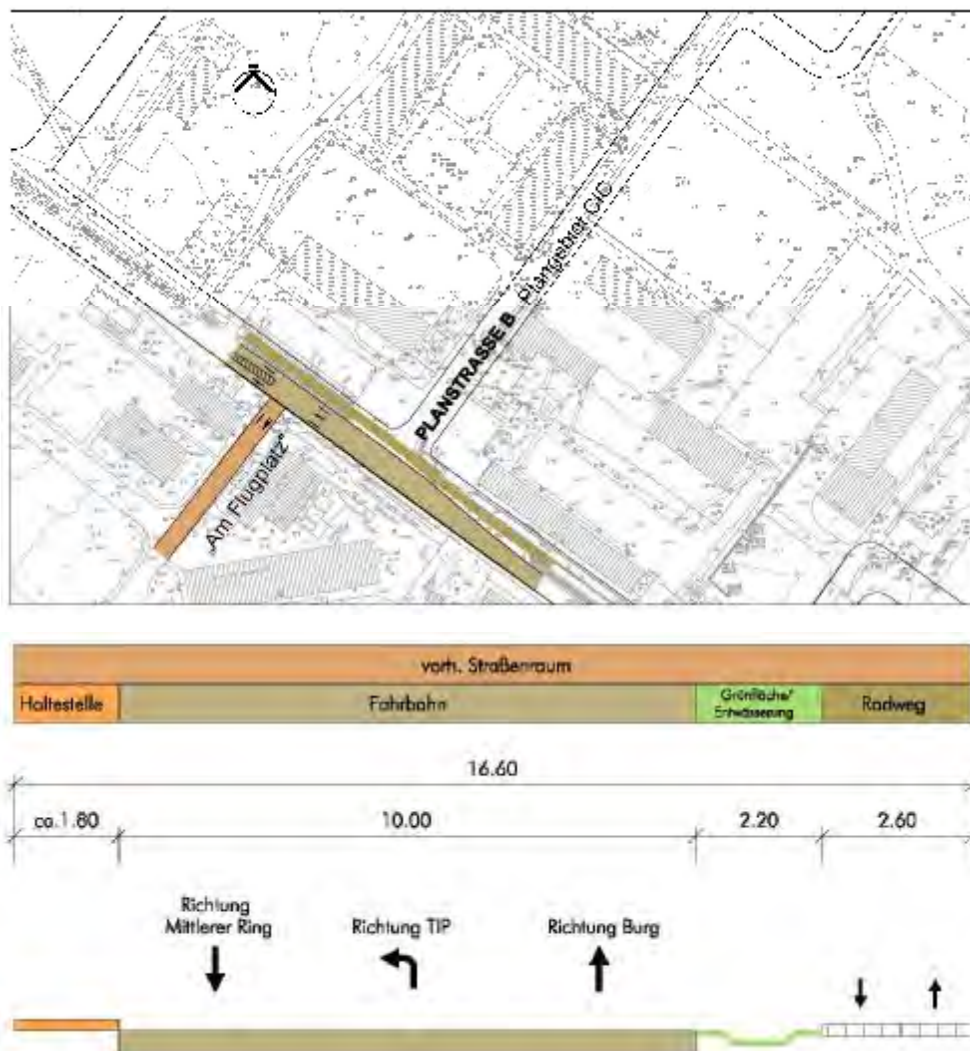 PLANSTRASSE B Plangebiet GIC
„Am Flugplatz“
vorh. Straßenraum
Haltestelle
Fahrbahn
Grünfläche/
Entwässerung
Radweg
16.60
ca.1.80
10.00
2.20
2.60
Richtung
Mittlerer Ring
Richtung TIP
Richtung Burg